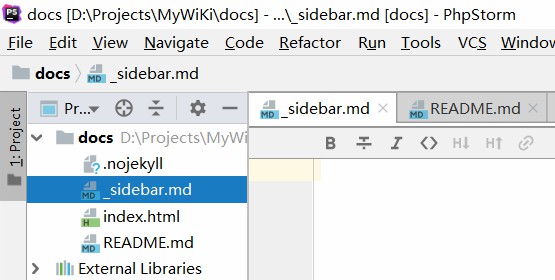 docs [D:\Projects\MyWiKi\docs] - ...\_sidebar.md [docs] - PhpStorm
File Edit View Navigate Code Refactor Run Tools VCS Window
docs _sidebar.md
Pr... _sidebar.md README.md
1: Project
docs D:\Projects\MyWi
B T I <> H↓ H↑
.nojekyll
_sidebar.md
index.html
README.md
External Libraries